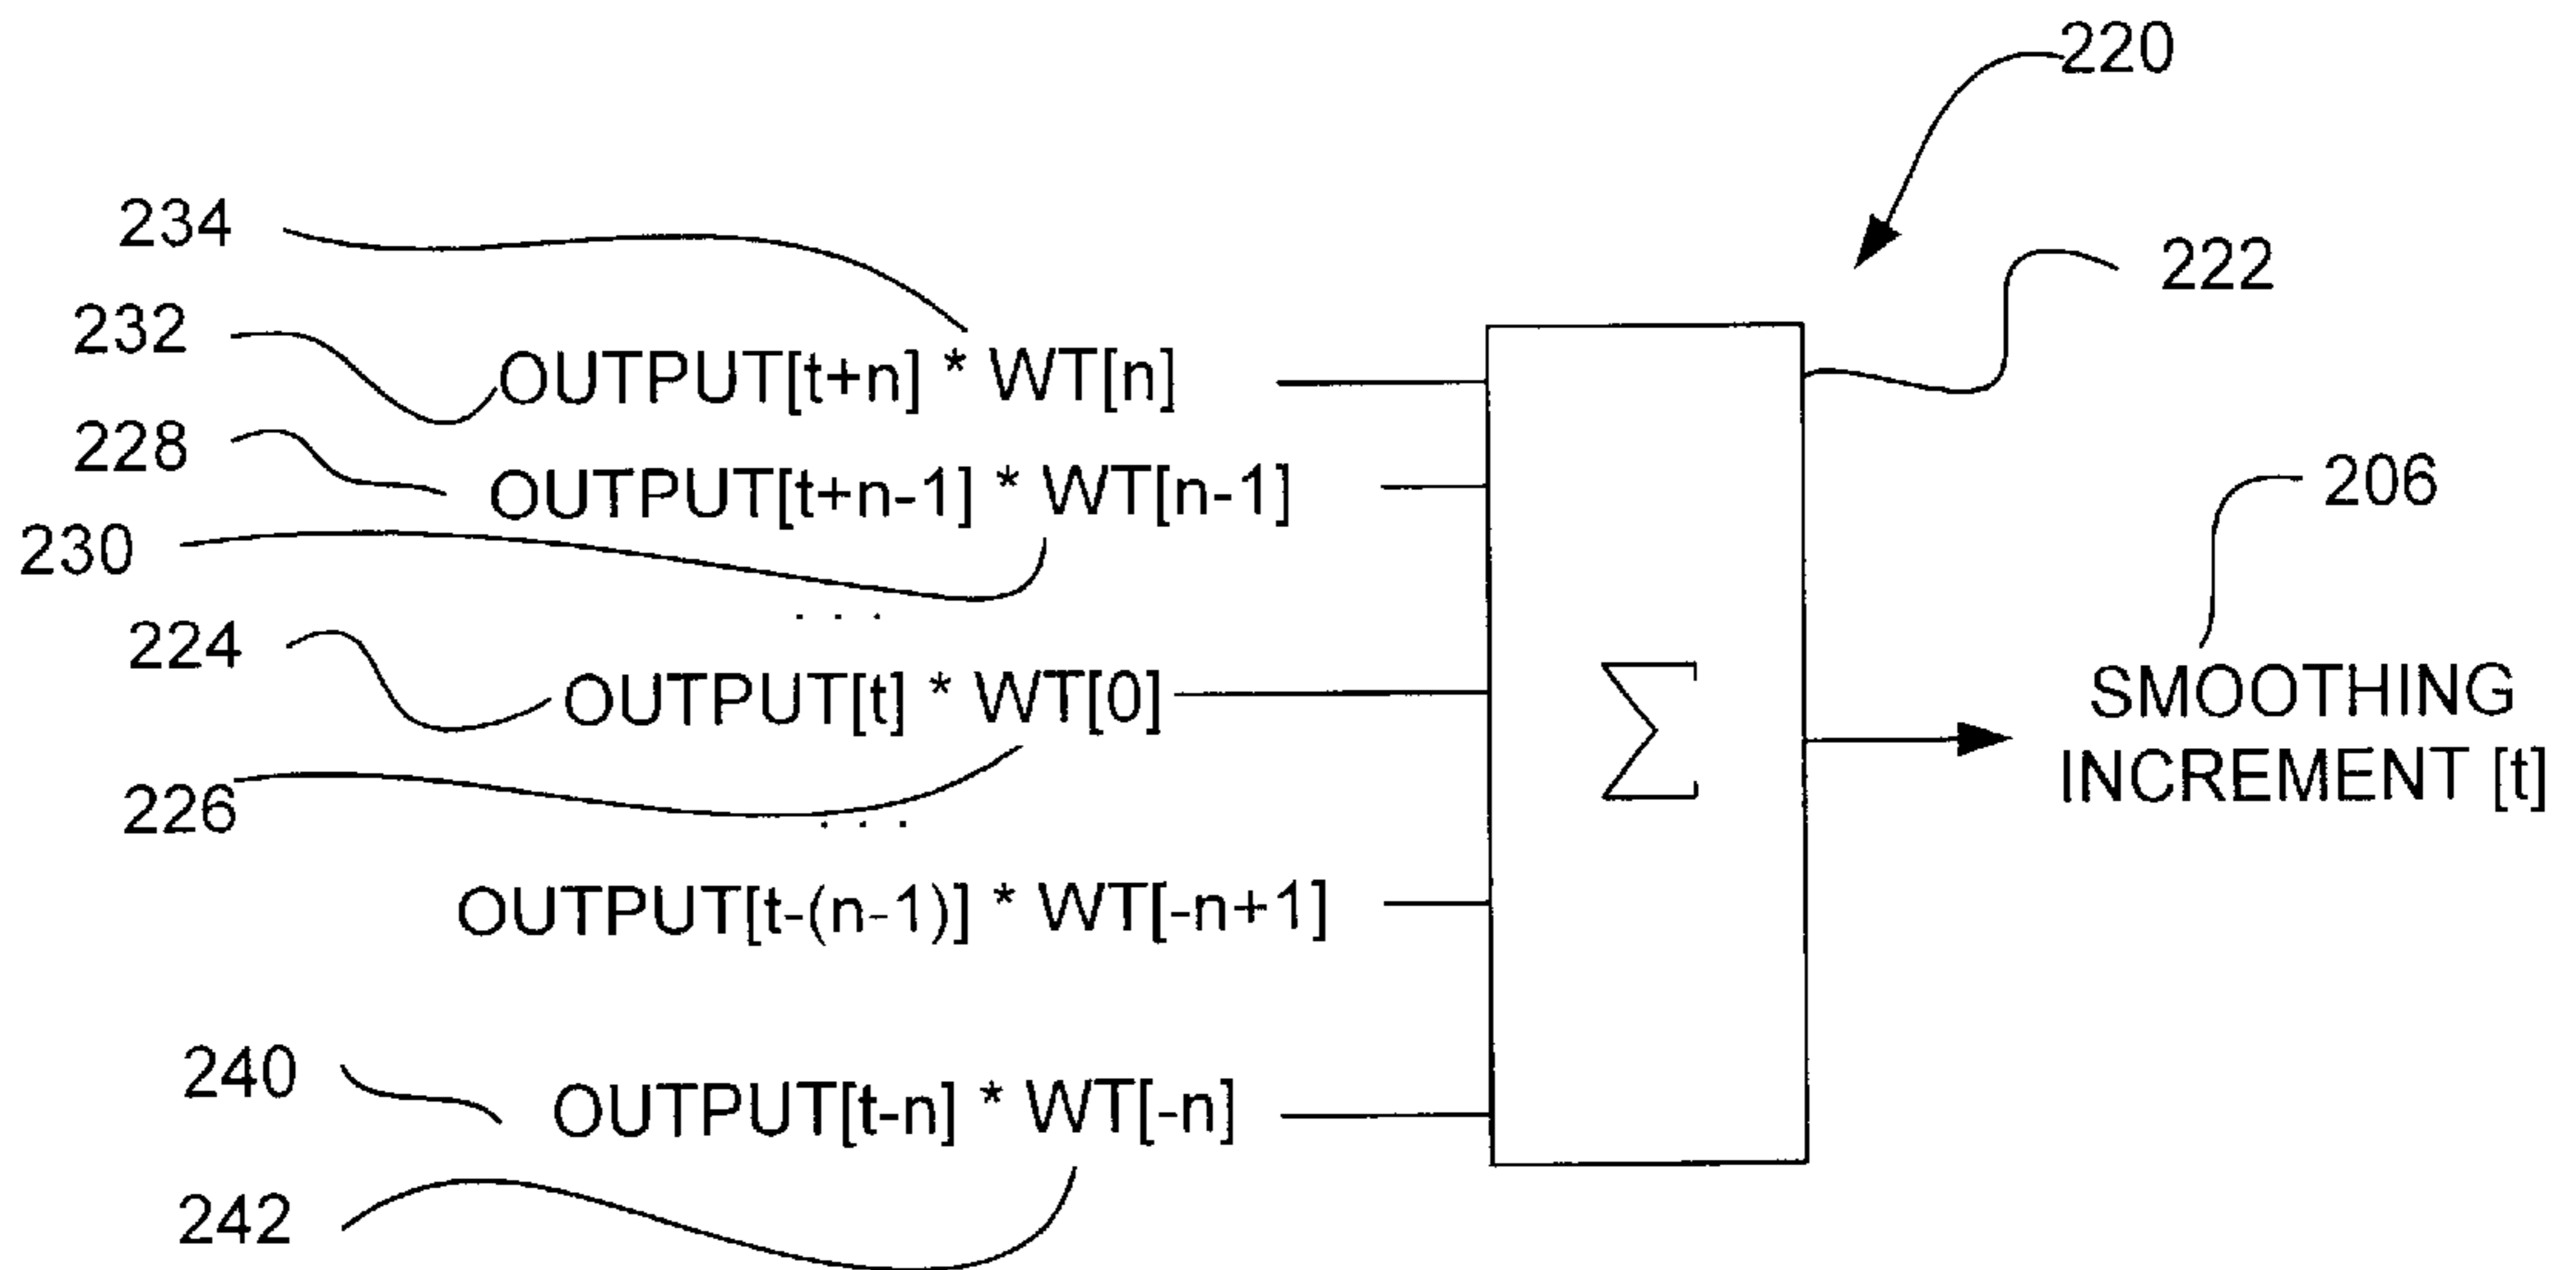 220
234
222
232
OUTPUT[t+n] * WT[n]
228
206
OUTPUT[t+n-1] * WT[n-1]
230
. . .
224
SMOOTHING
OUTPUT[t] * WT[0]
INCREMENT [t]
226
. . .
OUTPUT[t-(n-1)] * WT[-n+1]
∑
240
OUTPUT[t-n] * WT[-n]
242